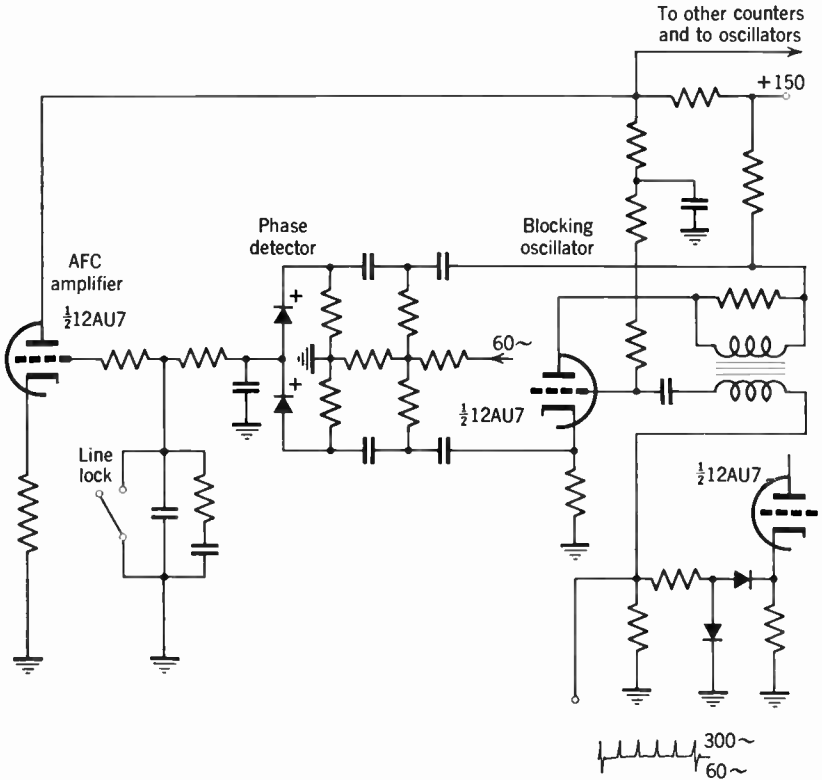 To other counters
and to oscillators
+150
Phase
detector
Blocking
oscillator
AFC
amplifier
½12AU7
+
60~
+
½12AU7
Line
lock
½12AU7
300~
60~